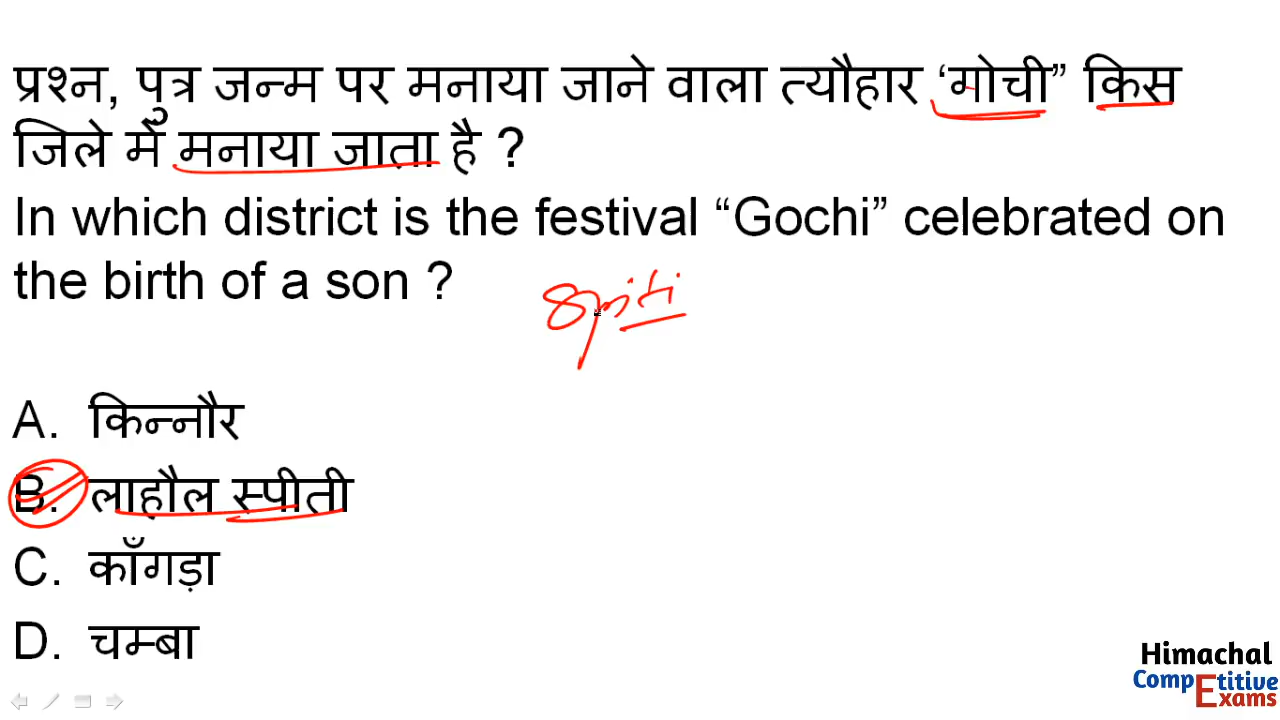 प्रश्न, पुत्र जन्म पर मनाया जाने वाला त्यौहार ‘गोची” किस
जिले में मनाया जाता है ?
In which district is the festival “Gochi” celebrated on
the birth of a son ?
Spiti
A. किन्नौर
B. लाहौल स्पीती
C. काँगड़ा
D. चम्बा
Himachal
CompEtitive
Exams